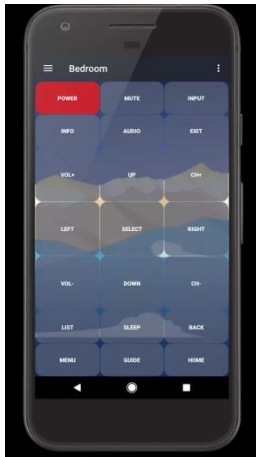 Bedroom
POWER MUTE INPUT
INFO AUDIO EXIT
VOL+ UP CH+
LEFT SELECT RIGHT
VOL- DOWN CH-
LIST SLEEP BACK
MENU GUIDE HOME